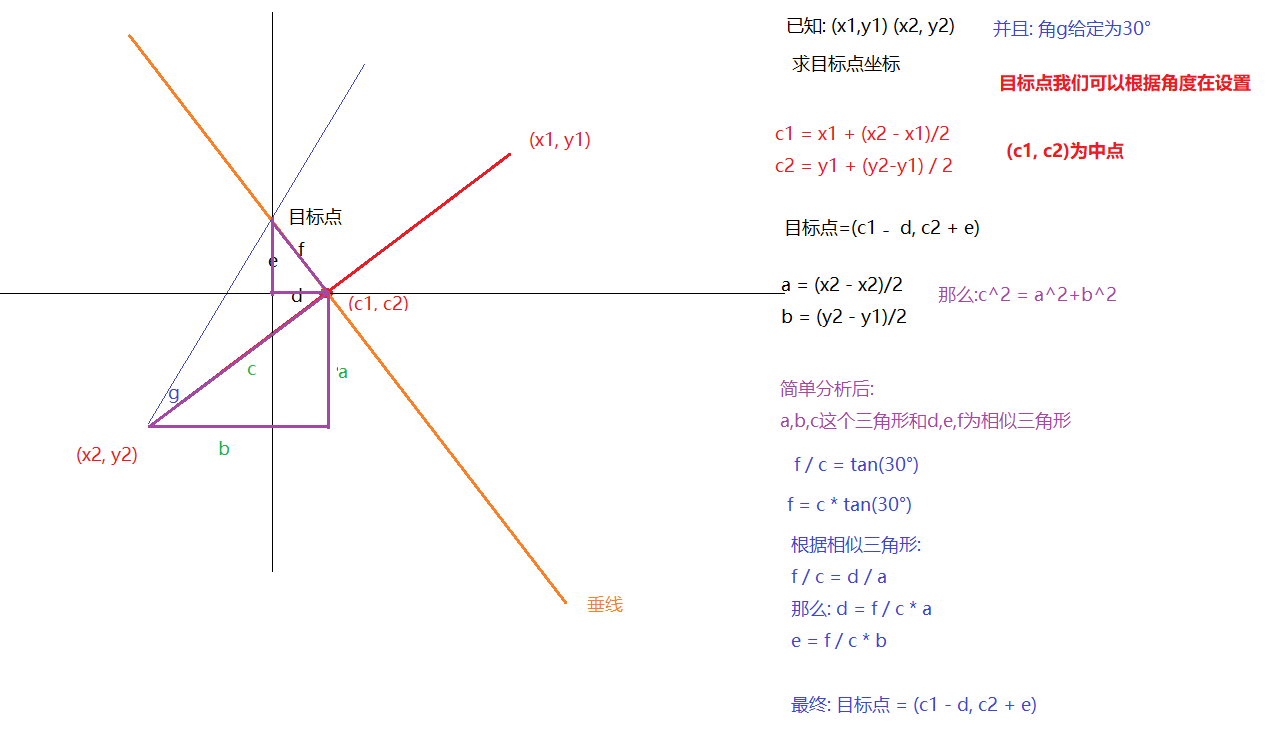 已知: (x1,y1) (x2, y2)
并且: 角g给定为30°
求目标点坐标
目标点我们可以根据角度在设置
(x1, y1)
c1 = x1 + (x2 - x1)/2
(c1, c2)为中点
c2 = y1 + (y2-y1) / 2
目标点
目标点=(c1 - d, c2 + e)
f
e
d
(c1, c2)
a = (x2 - x2)/2
那么:c^2 = a^2+b^2
b = (y2 - y1)/2
c
a
g
简单分析后:
a,b,c这个三角形和d,e,f为相似三角形
b
(x2, y2)
f / c = tan(30°)
f = c * tan(30°)
根据相似三角形:
f / c = d / a
垂线
那么: d = f / c * a
e = f / c * b
最终: 目标点 = (c1 - d, c2 + e)